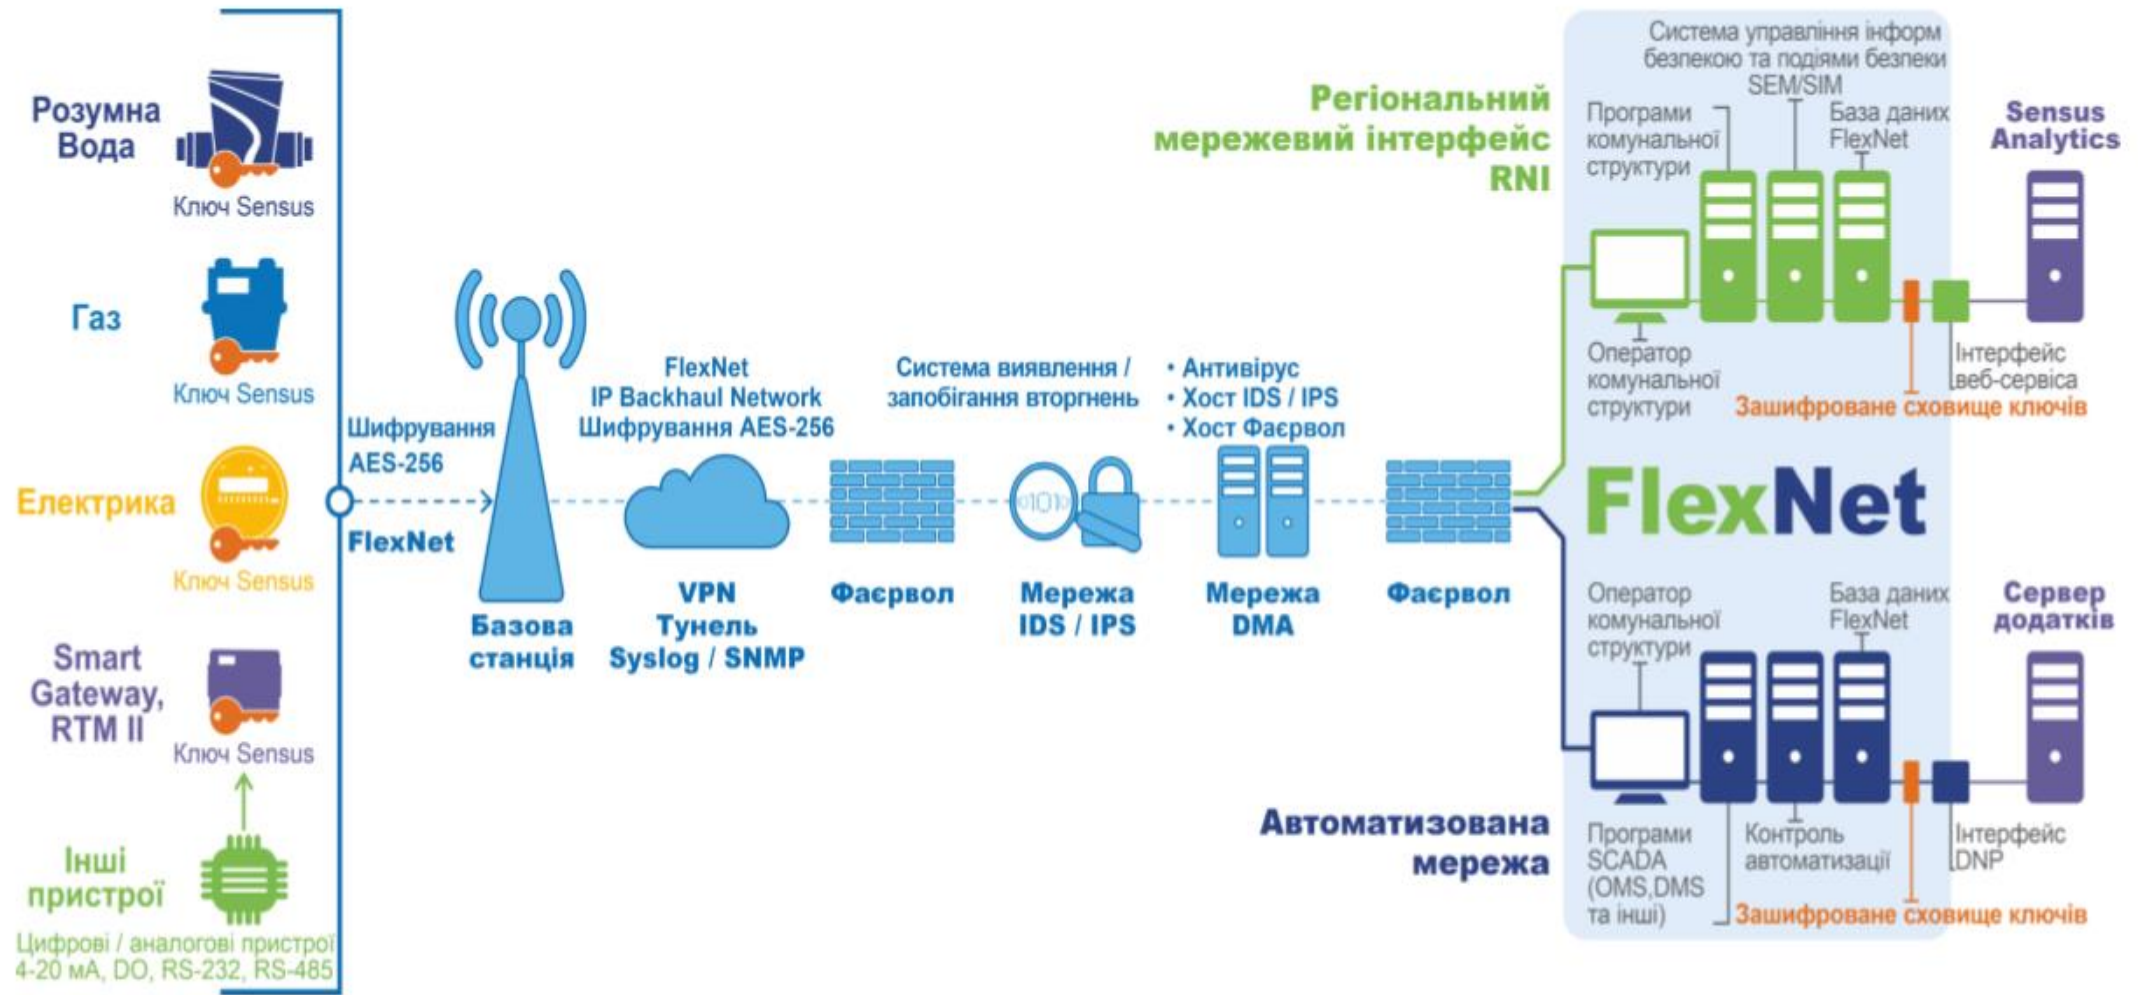 Розумна
Вода
Ключ Sensus
Газ
Ключ Sensus
Електрика
Ключ Sensus
Smart
Gateway,
RTM II
Ключ Sensus
Інші
пристрої
Цифрові / аналогові пристрої
4-20 мА, DO, RS-232, RS-485
Шифрування
AES-256
FlexNet
Базова
станція
FlexNet
IP Backhaul Network
Шифрування AES-256
VPN
Тунель
Syslog / SNMP
Фаєрвол
Система виявлення /
запобігання вторгнень
101
Мережа
IDS / IPS
• Антивірус
• Хост IDS / IPS
• Хост Фаєрвол
Мережа
DMA
Фаєрвол
Регіональний
мережевий інтерфейс
RNI
Система управління інформ
безпекою та подіями безпеки
SEM/SIM
Програми
комунальної
структури
База даних
FlexNet
Sensus
Analytics
Оператор
комунальної
структури
Інтерфейс
веб-сервіса
Зашифроване сховище ключів
FlexNet
Оператор
комунальної
структури
База даних
FlexNet
Сервер
додатків
Автоматизована
мережа
Програми
SCADA
(OMS,DMS
та інші)
Контроль
автоматизації
Інтерфейс
DNP
Зашифроване сховище ключів